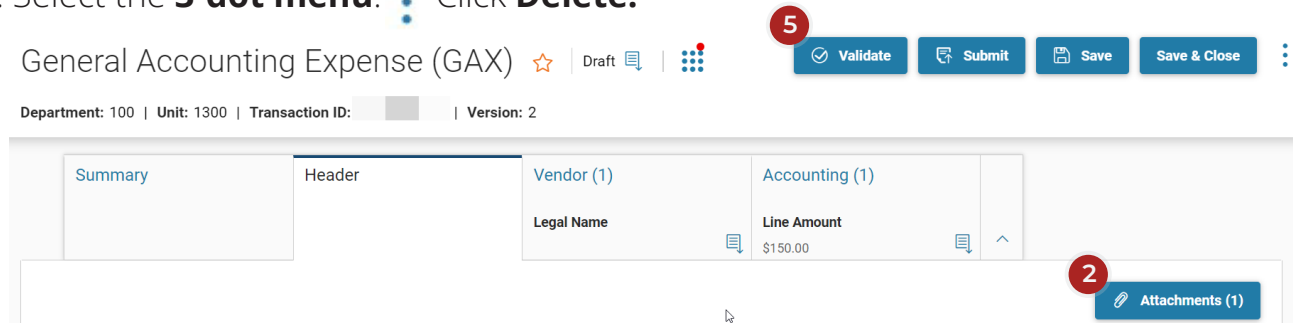 . Select the 3-dot menu. Click Delete.
5
General Accounting Expense (GAX) Draft Validate Submit Save Save & Close
Department: 100 | Unit: 1300 | Transaction ID: | Version: 2
Summary Header Vendor (1) Accounting (1)
Legal Name Line Amount
$150.00
2
Attachments (1)